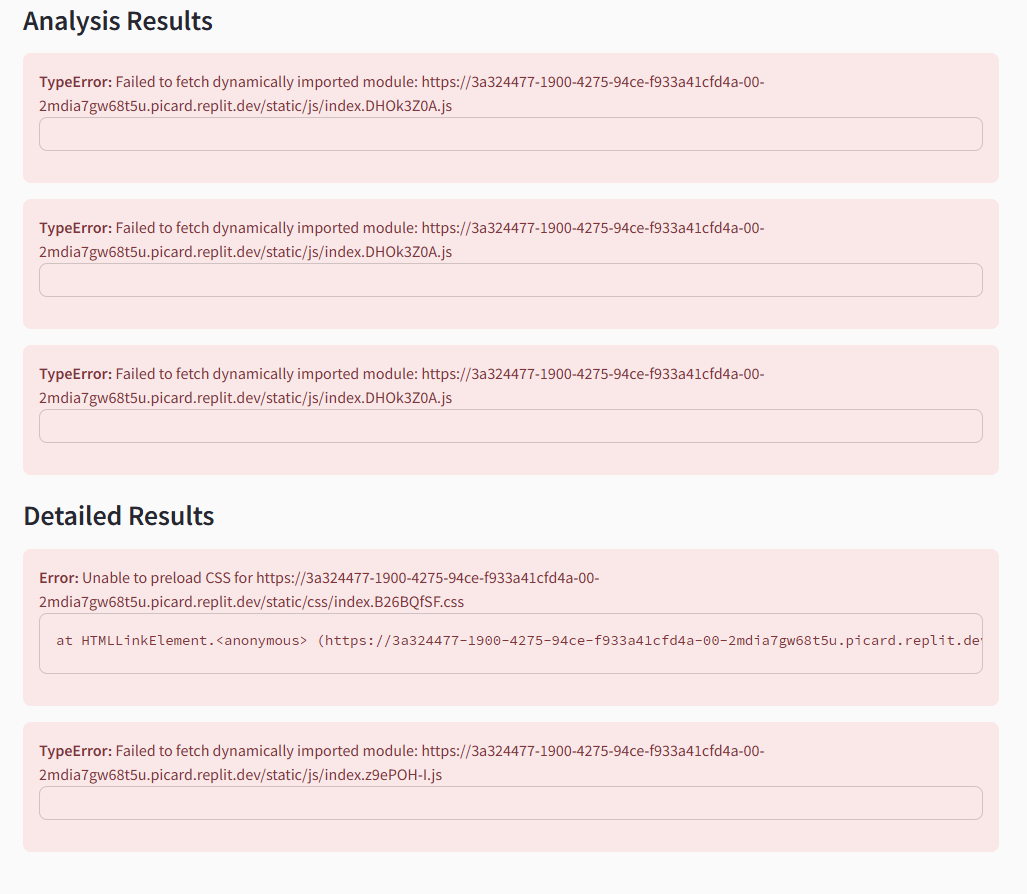 Analysis Results
TypeError: Failed to fetch dynamically imported module: https://3a324477-1900-4275-94ce-f933a41cfd4a-00-
2mdia7gw68t5u.picard.replit.dev/static/js/index.DHOk3Z0A.js
TypeError: Failed to fetch dynamically imported module: https://3a324477-1900-4275-94ce-f933a41cfd4a-00-
2mdia7gw68t5u.picard.replit.dev/static/js/index.DHOk3Z0A.js
TypeError: Failed to fetch dynamically imported module: https://3a324477-1900-4275-94ce-f933a41cfd4a-00-
2mdia7gw68t5u.picard.replit.dev/static/js/index.DHOk3Z0A.js
Detailed Results
Error: Unable to preload CSS for https://3a324477-1900-4275-94ce-f933a41cfd4a-00-
2mdia7gw68t5u.picard.replit.dev/static/css/index.B26BQfSF.css
at HTMLLinkElement.<anonymous> (https://3a324477-1900-4275-94ce-f933a41cfd4a-00-2mdia7gw68t5u.picard.replit.de
TypeError: Failed to fetch dynamically imported module: https://3a324477-1900-4275-94ce-f933a41cfd4a-00-
2mdia7gw68t5u.picard.replit.dev/static/js/index.z9ePOH-I.js